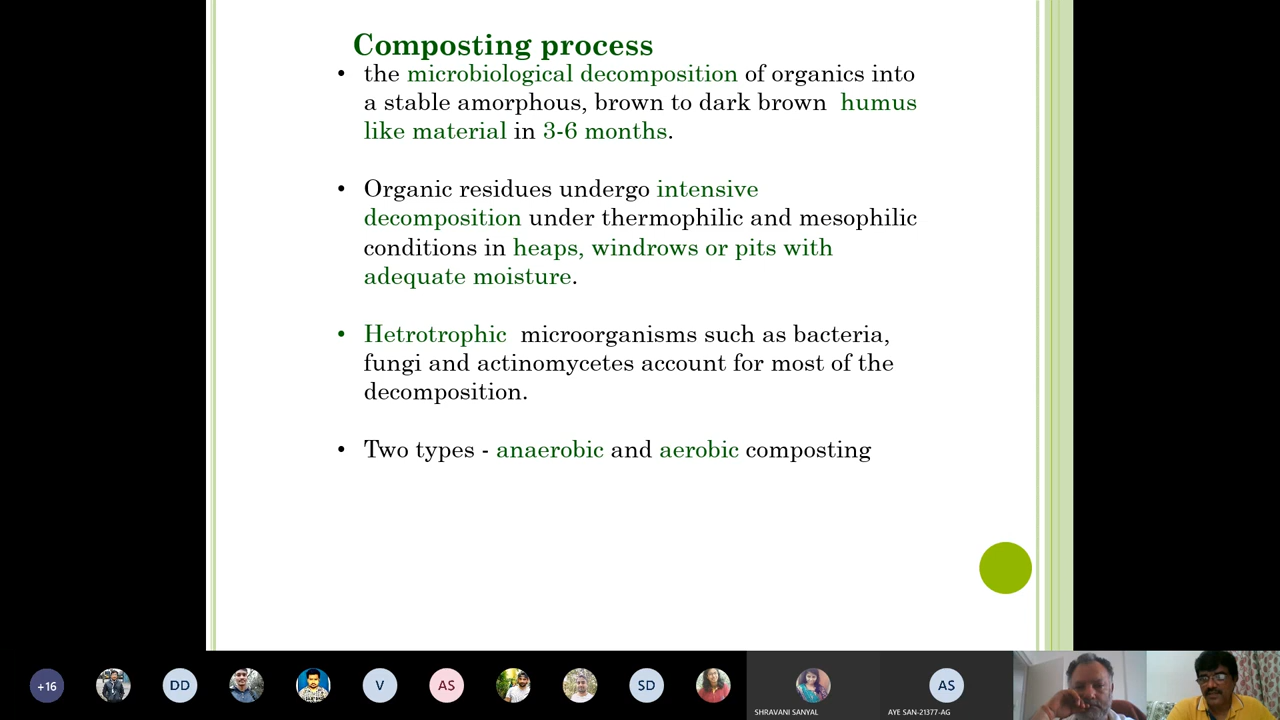 Composting process
• the microbiological decomposition of organics into
a stable amorphous, brown to dark brown humus
like material in 3-6 months.
• Organic residues undergo intensive
decomposition under thermophilic and mesophilic
conditions in heaps, windrows or pits with
adequate moisture.
• Hetrotrophic microorganisms such as bacteria,
fungi and actinomycetes account for most of the
decomposition.
• Two types - anaerobic and aerobic composting
+16
DD
V
AS
SD
SHRAVANI SANYAL
AS
AYE SAN-21377-AG